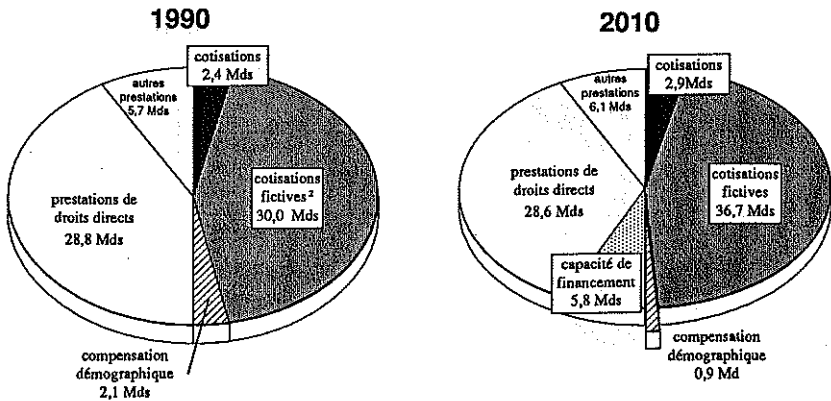 1990
cotisations
2,4 Mds
autres
prestations
5,7 Mds
prestations de
droits directs
28,8 Mds
cotisations
fictives²
30,0 Mds
compensation
démographique
2,1 Mds
2010
cotisations
2,9Mds
autres
prestations
6,1 Mds
prestations de
droits directs
28,6 Mds
cotisations
fictives
36,7 Mds
capacité de
financement
5,8 Mds
compensation
démographique
0,9 Md